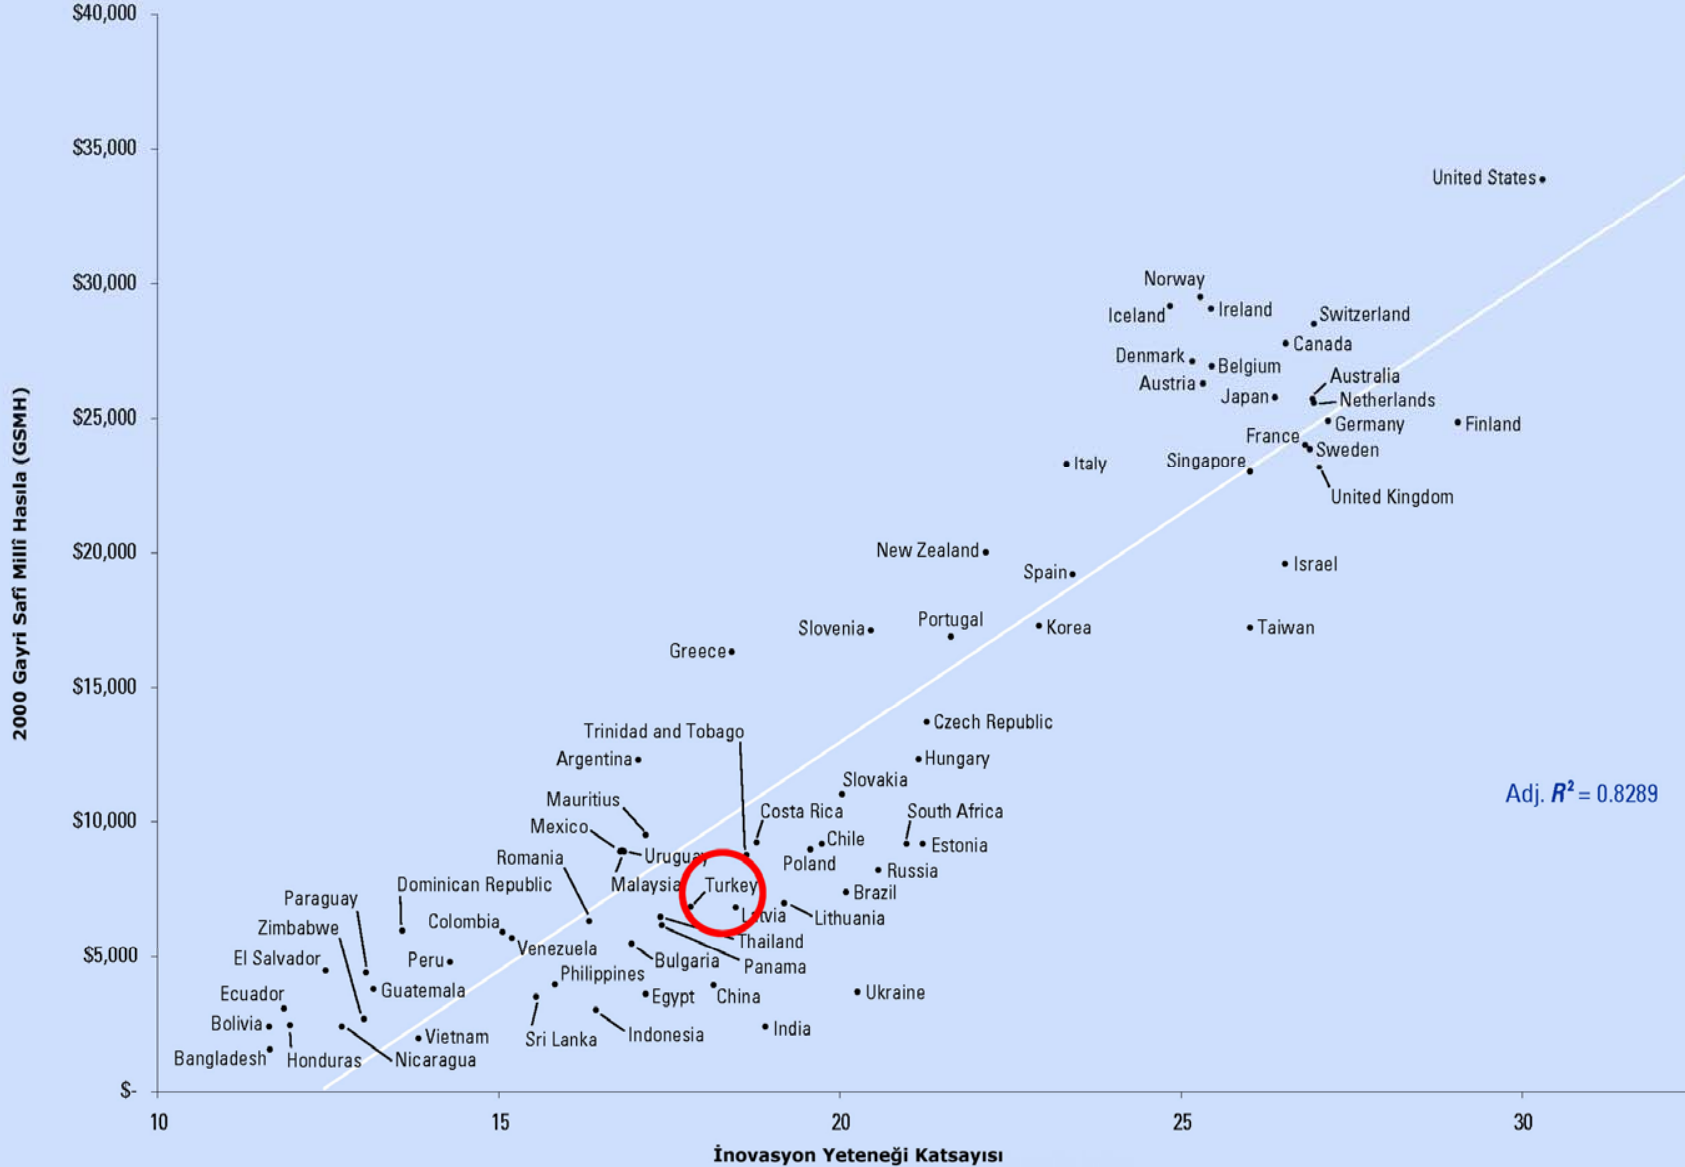 $40,000
$35,000
United States
$30,000
Norway
Iceland
Ireland
Switzerland
Canada
Denmark
Belgium
Austria
Australia
Japan
Netherlands
$25,000
Germany
Finland
France
Sweden
Italy
Singapore
United Kingdom
2000 Gayri Safi Millî Hasıla (GSMH)
$20,000
New Zealand
Spain
Israel
Slovenia
Portugal
Korea
Taiwan
Greece
$15,000
Czech Republic
Trinidad and Tobago
Argentina
Hungary
Slovakia
Adj. R² = 0.8289
Mauritius
$10,000
Costa Rica
South Africa
Mexico
Chile
Estonia
Romania
Uruguay
Poland
Russia
Dominican Republic
Malaysia
Turkey
Brazil
Paraguay
Colombia
Latvia
Lithuania
Zimbabwe
Thailand
Venezuela
$5,000
El Salvador
Peru
Bulgaria
Panama
Philippines
Guatemala
Ecuador
Egypt
China
Ukraine
Bolivia
Vietnam
Sri Lanka
Indonesia
India
Bangladesh
Honduras
Nicaragua
$-
10
15
20
25
30
İnovasyon Yeteneği Katsayısı